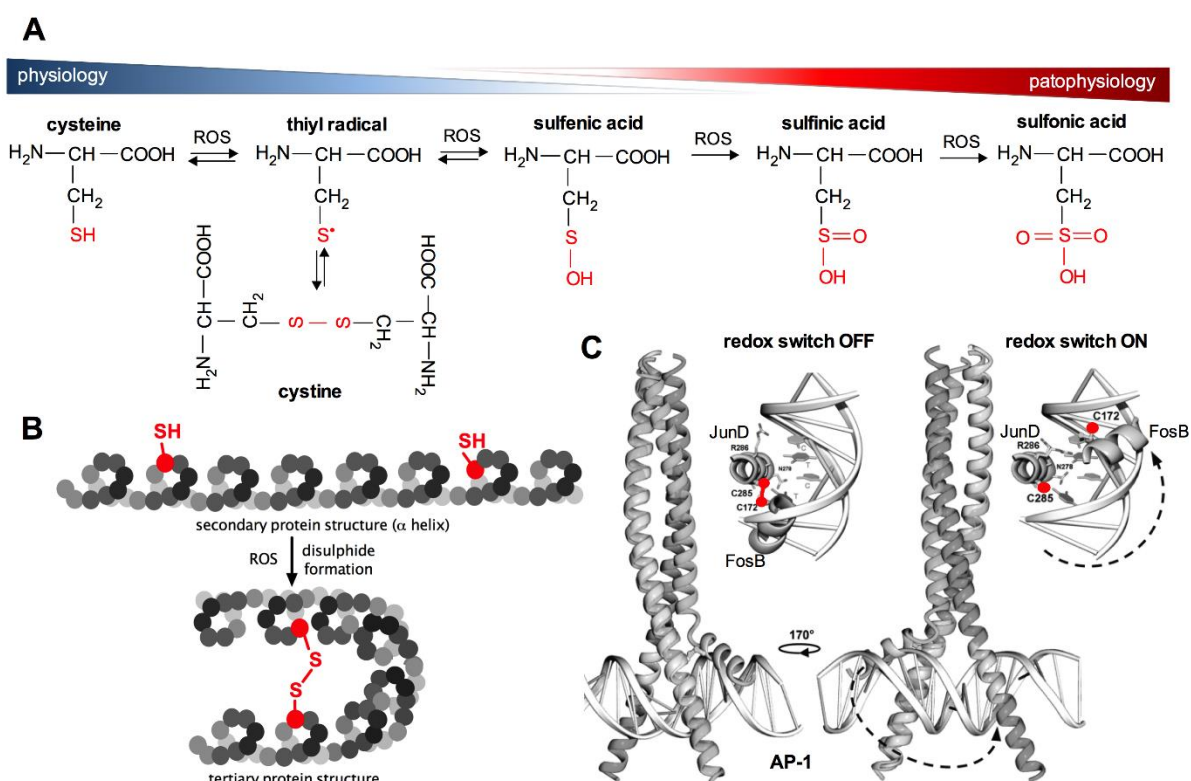 A
physiology
patophysiology
cysteine
thiyl radical
sulfenic acid
sulfinic acid
sulfonic acid
ROS
ROS
ROS
ROS
H2N—CH—COOH
H2N—CH—COOH
H2N—CH—COOH
H2N—CH—COOH
H2N—CH—COOH
CH2
CH2
CH2
CH2
CH2
SH
S•
S
S=O
O=S=O
OH
OH
OH
H2N—CH—COOH
CH2—S—S—CH2
HOOC—CH—NH2
cystine
B
SH
SH
secondary protein structure (α helix)
ROS
disulphide
formation
S
S
tertiary protein structure
C
redox switch OFF
redox switch ON
JunD
R286
N278
C
T
C
T
C285
C172
FosB
C172
JunD
FosB
R286
N278
C
T
C
C285
170°
AP-1